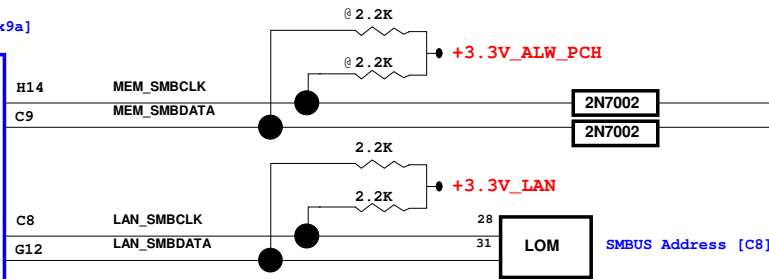 k9a]
@ 2.2K
+3.3V_ALW_PCH
@ 2.2K
H14 MEM_SMBCLK 2N7002
C9 MEM_SMBDATA 2N7002
2.2K
+3.3V_LAN
2.2K
C8 LAN_SMBCLK 28
G12 LAN_SMBDATA 31 LOM SMBUS Address [C8]